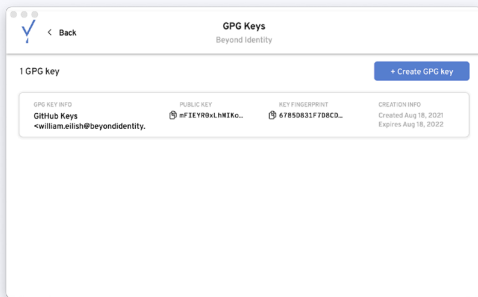 < Back
GPG Keys
Beyond Identity
1 GPG key
+ Create GPG key
GPG KEY INFO
GitHub Keys
<william.eilish@beyondidentity.
PUBLIC KEY
mFIEYR0xLhMIKo…
KEY FINGERPRINT
6785D831F7D8CD…
CREATION INFO
Created Aug 18, 2021
Expires Aug 18, 2022